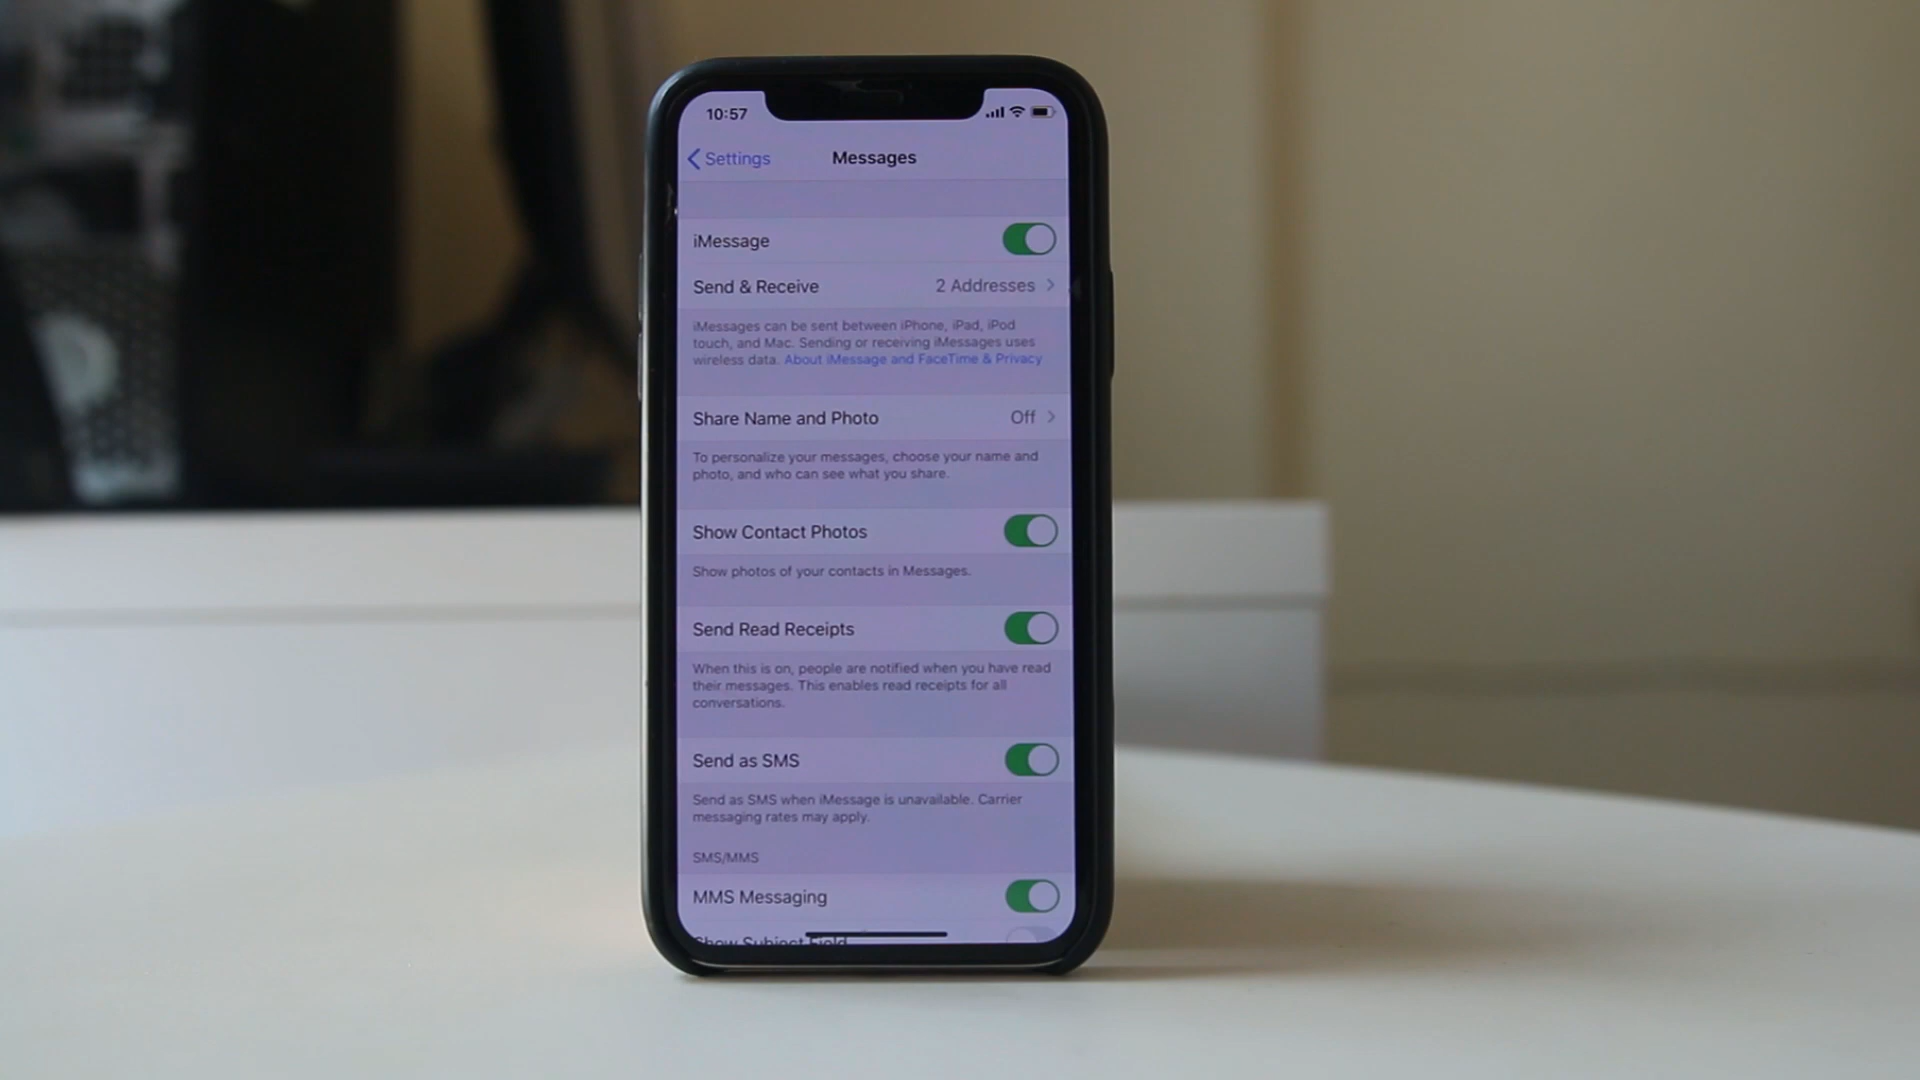 10:57
Settings
Messages
iMessage
Send & Receive 2 Addresses
iMessages can be sent between iPhone, iPad, iPod
touch, and Mac. Sending or receiving iMessages uses
wireless data. About iMessage and FaceTime & Privacy
Share Name and Photo Off
To personalize your messages, choose your name and
photo, and who can see what you share.
Show Contact Photos
Show photos of your contacts in Messages.
Send Read Receipts
When this is on, people are notified when you have read
their messages. This enables read receipts for all
conversations.
Send as SMS
Send as SMS when iMessage is unavailable. Carrier
messaging rates may apply.
SMS/MMS
MMS Messaging
Show Subject Field